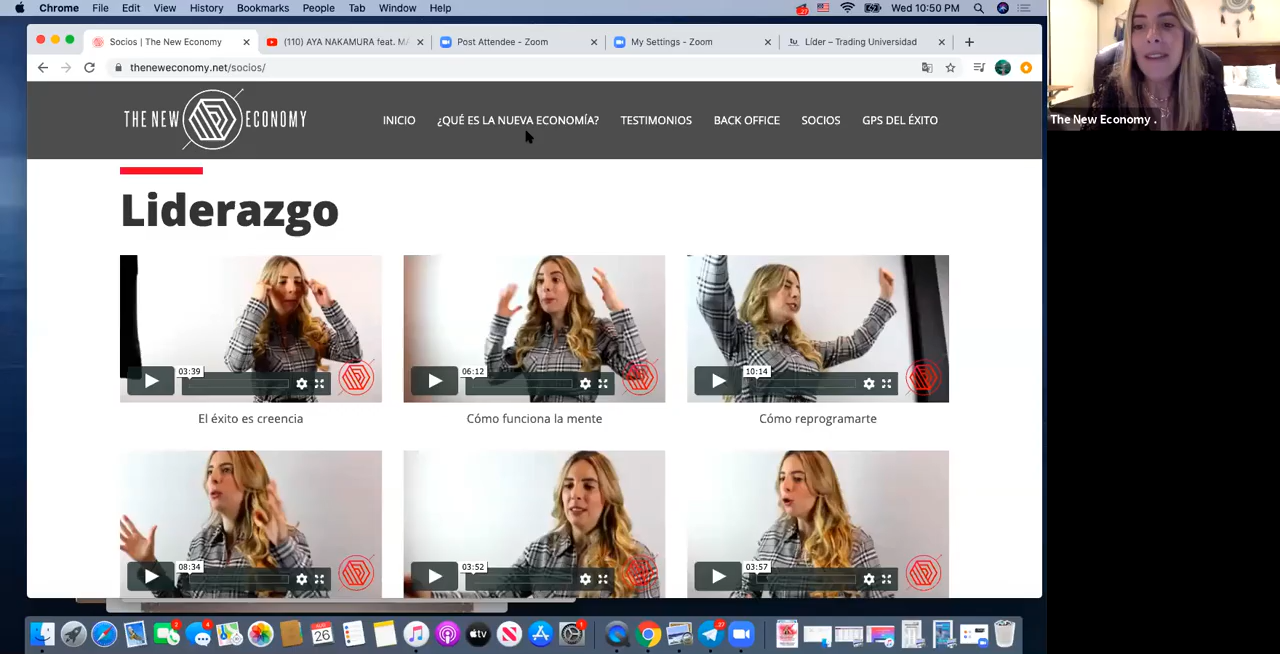 Chrome File Edit View History Bookmarks People Tab Window Help Wed 10:50 PM
Socios | The New Economy (110) AYA NAKAMURA feat. M Post Attendee - Zoom My Settings - Zoom Líder – Trading Universidad
theneweconomy.net/socios/
THE NEW ECONOMY INICIO ¿QUÉ ES LA NUEVA ECONOMÍA? TESTIMONIOS BACK OFFICE SOCIOS GPS DEL ÉXITO
The New Economy .
Liderazgo
03:39 06:12 10:14
El éxito es creencia Cómo funciona la mente Cómo reprogramarte
08:34 03:52 03:57
AUG
26
tv